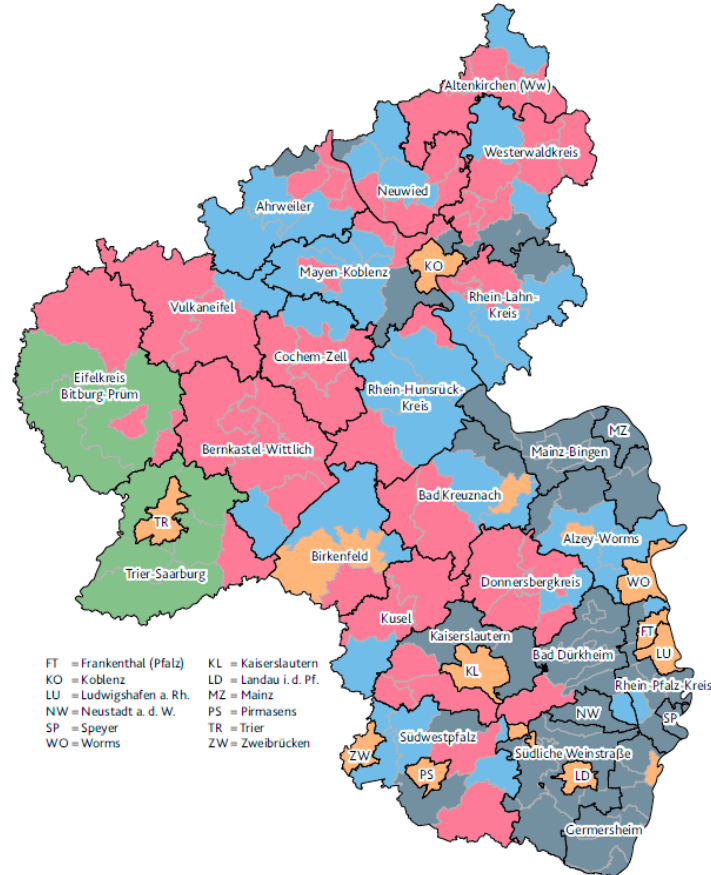 Altenkirchen (Ww)
Westerwaldkreis
Neuwied
Ahrweiler
KO
Mayen-Koblenz
Rhein-Lahn-
Kreis
Vulkaneifel
Cochem-Zell
Eifelkreis
Bitburg-Prüm
Rhein-Hunsrück-
Kreis
MZ
Mainz-Bingen
Bernkastel-Wittlich
Bad Kreuznach
TR
Alzey-Worms
Birkenfeld
Trier-Saarburg
Donnersbergkreis
WO
Kusel
Kaiserslautern
FT
Bad Dürkheim
LU
KL
Rhein-Pfalz-Kreis
NW
SP
Südwestpfalz
Südliche Weinstraße
ZW
PS
LD
Germersheim
FT = Frankenthal (Pfalz)
KO = Koblenz
LU = Ludwigshafen a. Rh.
NW = Neustadt a. d. W.
SP = Speyer
WO = Worms
KL = Kaiserslautern
LD = Landau i. d. Pf.
MZ = Mainz
PS = Pirmasens
TR = Trier
ZW = Zweibrücken